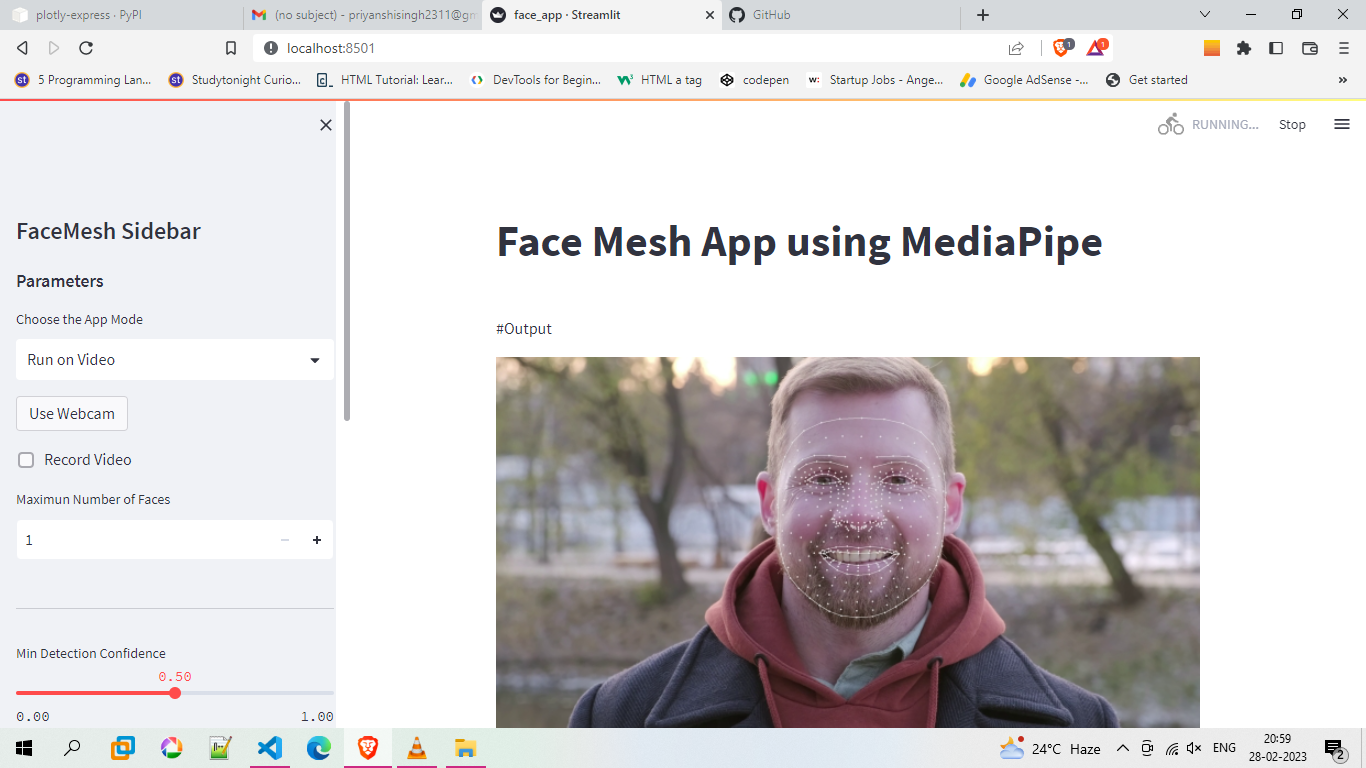 plotly-express · PyPI
(no subject) - priyanshisingh2311@gm
face_app · Streamlit
GitHub
localhost:8501
1
1
5 Programming Lan...
Studytonight Curio...
HTML Tutorial: Lear...
DevTools for Begin...
HTML a tag
codepen
Startup Jobs - Ange...
Google AdSense -...
Get started
»
RUNNING...
Stop
FaceMesh Sidebar
Parameters
Choose the App Mode
Run on Video
Use Webcam
Record Video
Maximun Number of Faces
1
Min Detection Confidence
0.50
0.00
1.00
Face Mesh App using MediaPipe
#Output
24°C Haze
ENG
20:59
28-02-2023
2